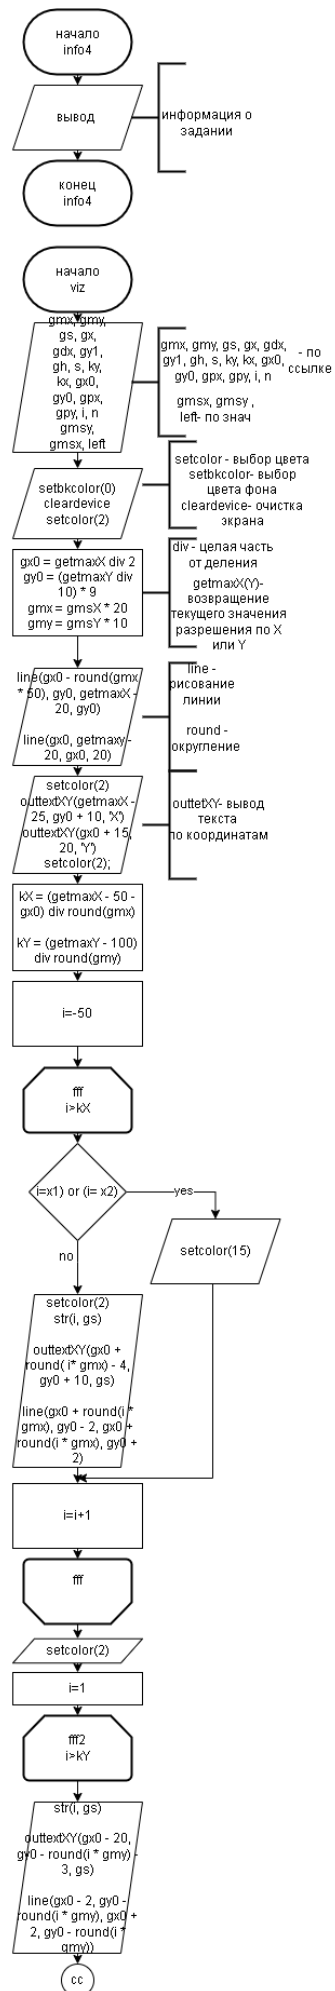 начало
info4
вывод
информация о
задании
конец
info4
начало
viz
gmx, gmy,
gs, gx,
gdx, gy1,
gh, s, ky,
kx, gx0,
gy0, gpx,
gpy, i, n
gmsy,
gmsx, left
gmx, gmy, gs, gx, gdx,
gy1, gh, s, ky, kx, gx0,
gy0, gpx, gpy, i, n
- по
ссылке
gmsx, gmsy ,
left- по знач
setbkcolor(0)
cleardevice
setcolor(2)
setcolor - выбор цвета
setbkcolor- выбор
цвета фона
cleardevice- очистка
экрана
gx0 = getmaxX div 2
gy0 = (getmaxY div
10) * 9
gmx = gmsX * 20
gmy = gmsY * 10
div - целая часть
от деления
getmaxX(Y)-
возвращение
текущего значения
разрешения по X
или Y
line(gx0 - round(gmx
* 50), gy0, getmaxX -
20, gy0)
line(gx0, getmaxy -
20, gx0, 20)
line -
рисование
линии
round -
округление
setcolor(2)
outtextXY(getmaxX -
25, gy0 + 10, 'X')
outtextXY(gx0 + 15,
20, 'Y')
setcolor(2);
outtetXY- вывод
текста
по координатам
kX = (getmaxX - 50 -
gx0) div round(gmx)
kY = (getmaxY - 100)
div round(gmy)
i=-50
fff
i>kX
i=x1) or (i= x2)
yes
no
setcolor(15)
setcolor(2)
str(i, gs)
outtextXY(gx0 +
round( i* gmx) - 4,
gy0 + 10, gs)
line(gx0 + round(i *
gmx), gy0 - 2, gx0 +
round(i * gmx), gy0 +
2)
i=i+1
fff
setcolor(2)
i=1
fff2
i>kY
str(i, gs)
outtextXY(gx0 - 20,
gy0 - round(i * gmy) -
3, gs)
line(gx0 - 2, gy0 -
round(i * gmy), gx0 +
2, gy0 - round(i *
gmy))
cc